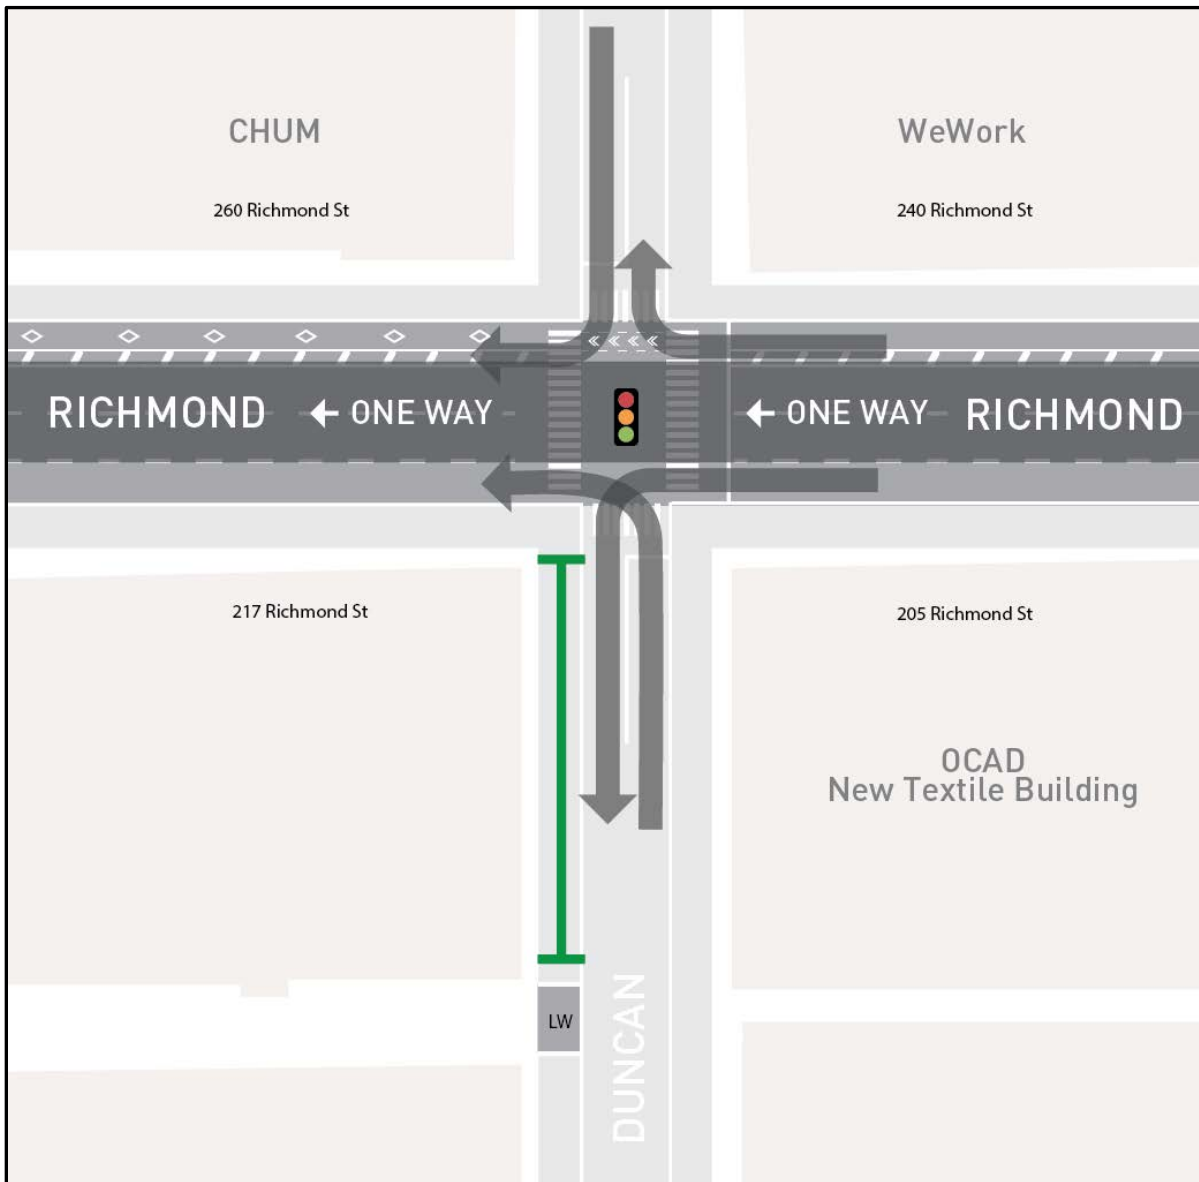 CHUM
WeWork
260 Richmond St
240 Richmond St
RICHMOND ← ONE WAY
← ONE WAY RICHMOND
217 Richmond St
205 Richmond St
OCAD
New Textile Building
LW
DUNCAN